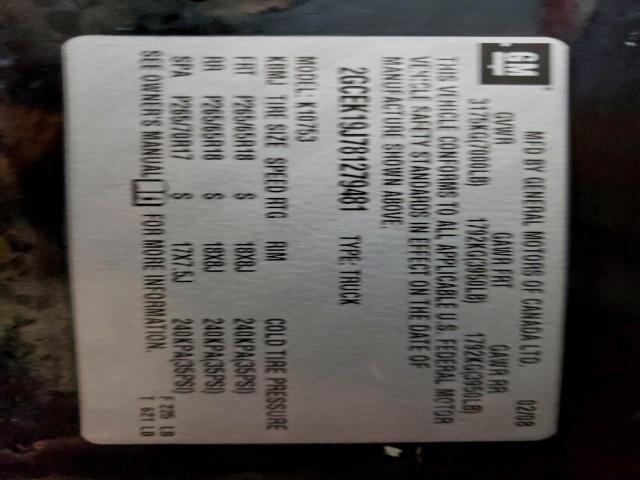 GM
MFD BY GENERAL MOTORS OF CANADA LTD. 02/08
GVWR GAWR FRT GAWR RR
3175KG(7000LB) 1792KG(3950LB) 1792KG(3950LB)
THIS VEHICLE CONFORMS TO ALL APPLICABLE U.S. FEDERAL MOTOR
VEHICLE SAFETY STANDARDS IN EFFECT ON THE DATE OF
MANUFACTURE SHOWN ABOVE.
2GCEK19J781279481 TYPE: TRUCK
MODEL: K10753
TIRE SIZE SPEED RTG RIM COLD TIRE PRESSURE
FRT P265/65R18 S 18X8J 240KPA(35PSI)
RR P265/65R18 S 18X8J 240KPA(35PSI)
SPA P265/70R17 S 17X7.5J 240KPA(35PSI)
SEE OWNER'S MANUAL FOR MORE INFORMATION.
F 225 LB
T 621 LB